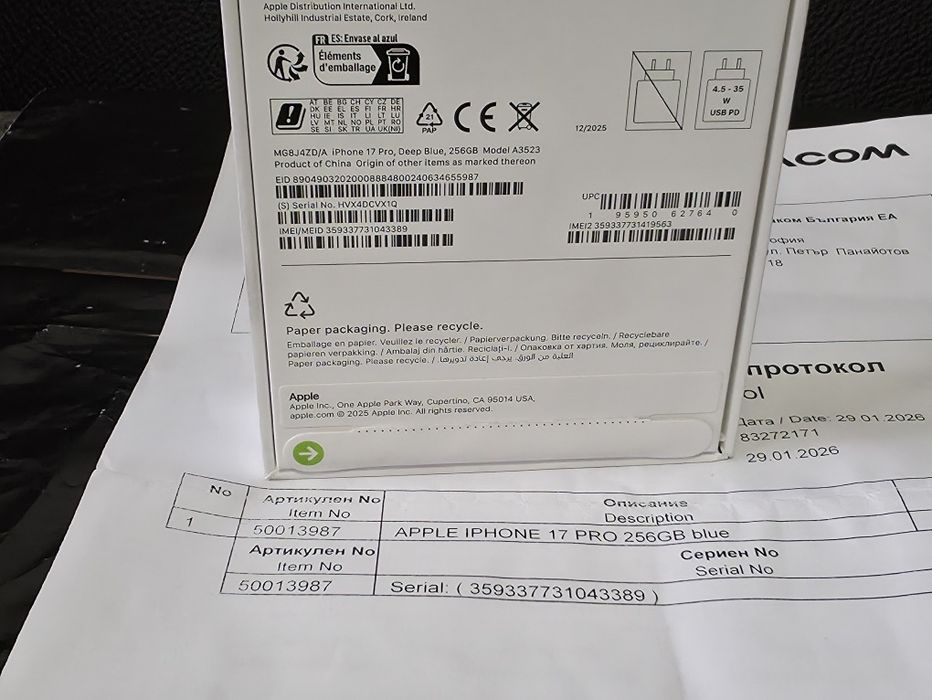 Apple Distribution International Ltd.
Hollyhill Industrial Estate, Cork, Ireland
FR ES: Envase al azul
Éléments
d'emballage
AT BE BG CH CY CZ DE
DK EE EL ES FI FR HR
HU IE IS IT LI LT LU
LV MT NL NO PL PT RO
SE SI SK TR UA UK(NI)
21
PAP
CE
12/2025
4.5 - 35
W
USB PD
MG8J4ZD/A iPhone 17 Pro, Deep Blue, 256GB Model A3523
Product of China Origin of other items as marked thereon
EID 89049032020008884800240634655987
(S) Serial No. HVX4DCVX1Q
IMEI/MEID 359337731043389
UPC
1 95950 62764 0
IMEI2 359337731419563
Paper packaging. Please recycle.
Emballage en papier. Veuillez le recycler. / Papierverpackung. Bitte recyceln. / Recyclebare
papieren verpakking. / Ambalaj din hârtie. Reciclați-l. / Опаковка от хартия. Моля, рециклирайте. /
Paper packaging. Please recycle. / العلبة من الورق. يرجى إعادة تدويرها.
Apple
Apple Inc., One Apple Park Way, Cupertino, CA 95014 USA.
apple.com © 2025 Apple Inc. All rights reserved.
ACOM
ком България ЕА
офия
ул. Петър Панайотов
18
протокол
ol
Дата / Date: 29.01.2026
83272171
29.01.2026
No Артикулен No Описание
Item No Description
1 50013987 APPLE IPHONE 17 PRO 256GB blue
Артикулен No Сериен No
Item No Serial No
50013987 Serial: ( 359337731043389 )